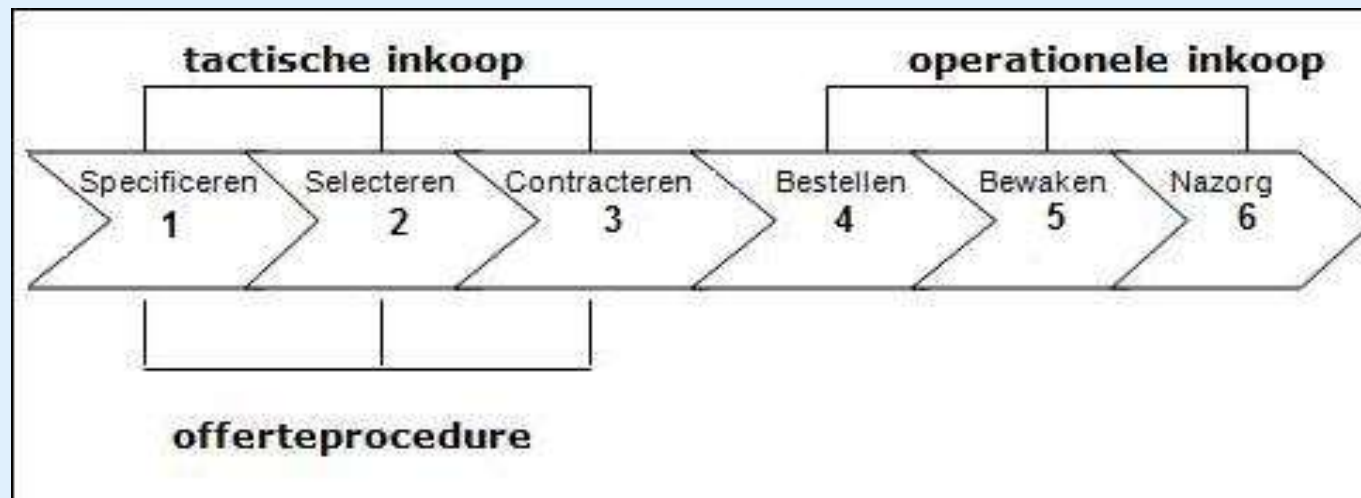 tactische inkoop
operationele inkoop
Specificeren
1
Selecteren
2
Contracteren
3
Bestellen
4
Bewaken
5
Nazorg
6
offerteprocedure